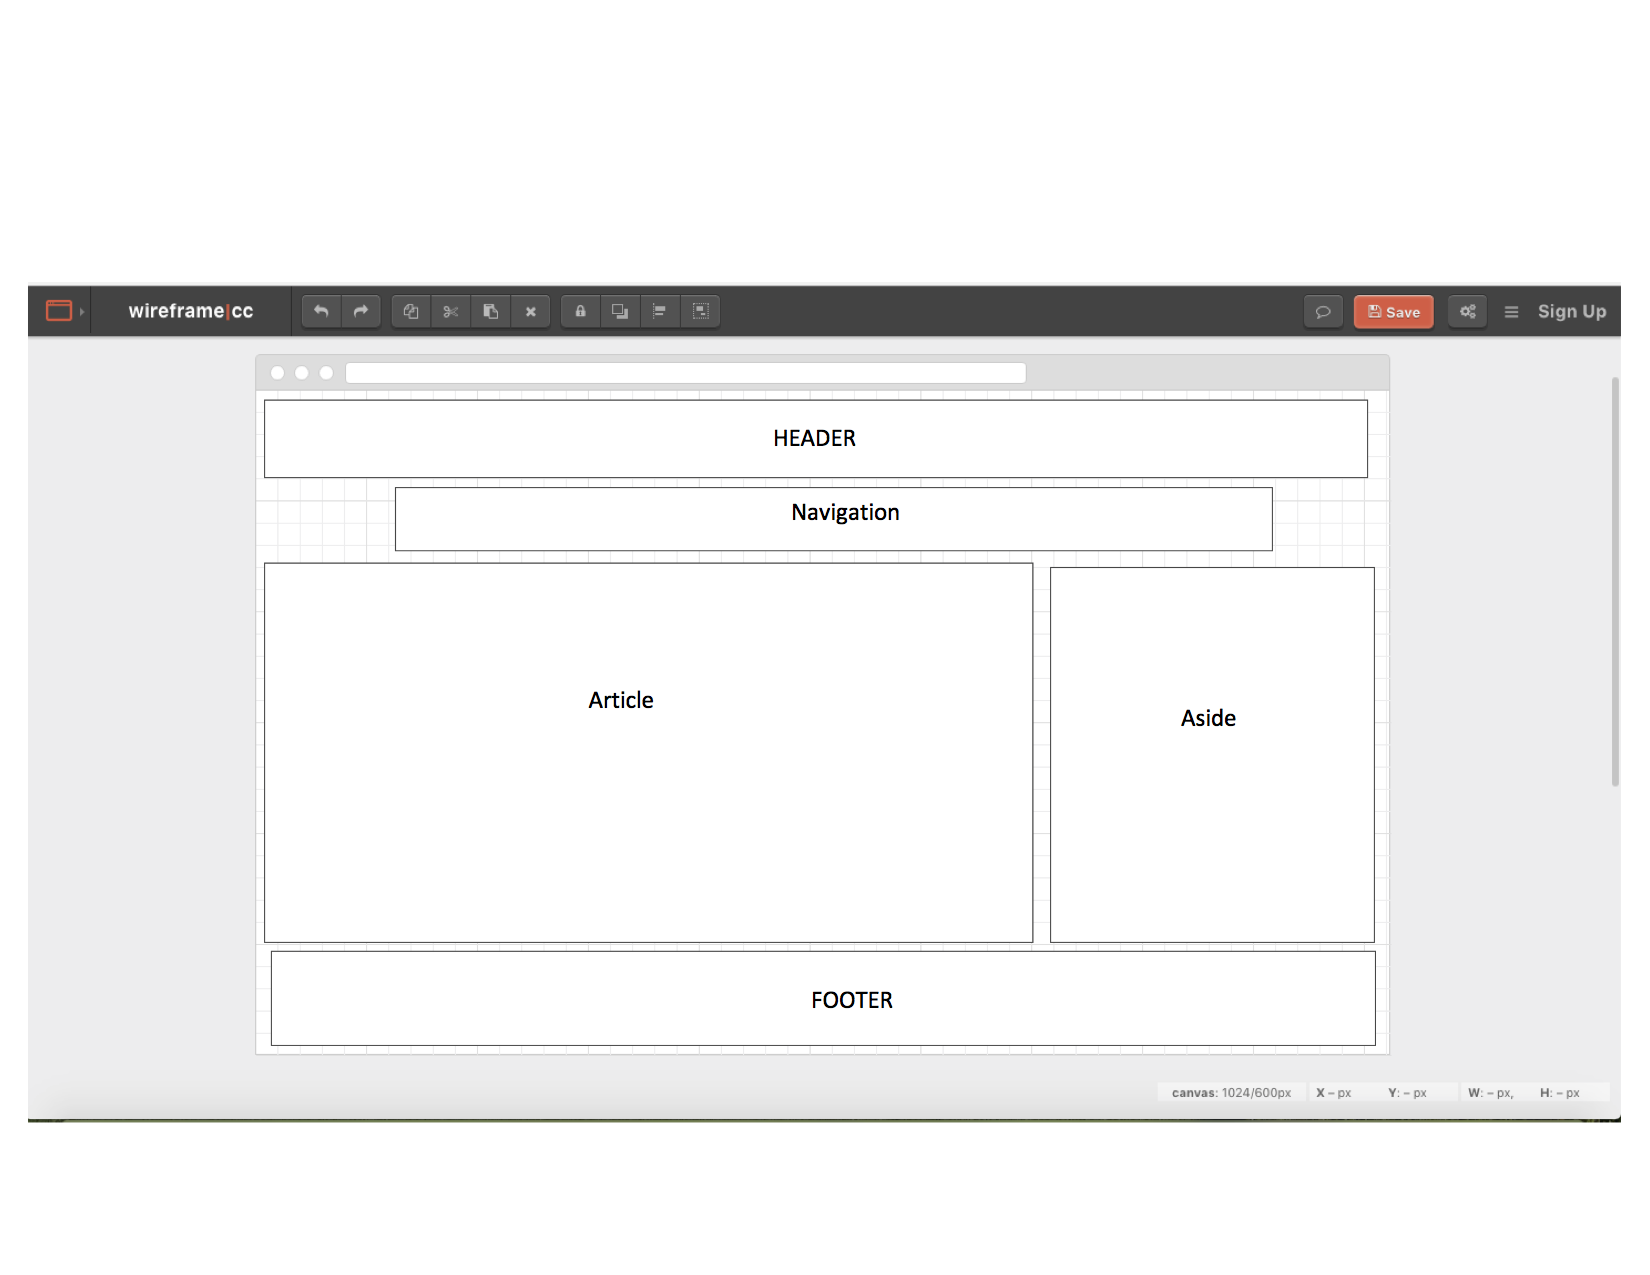 wireframe|cc
Save
Sign Up
HEADER
Navigation
Article
Aside
FOOTER
canvas: 1024/600px X – px Y: – px W: – px, H: – px